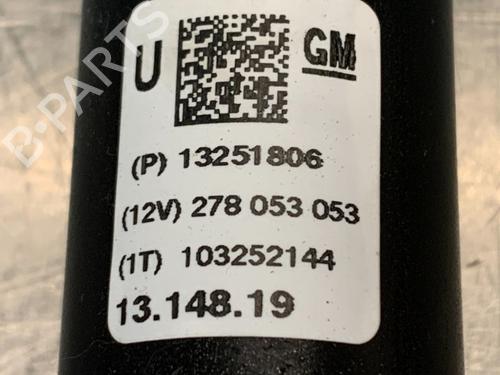 U GM
(P) 13251806
(12V) 278 053 053
(1T) 103252144
13.148.19
B-PARTS